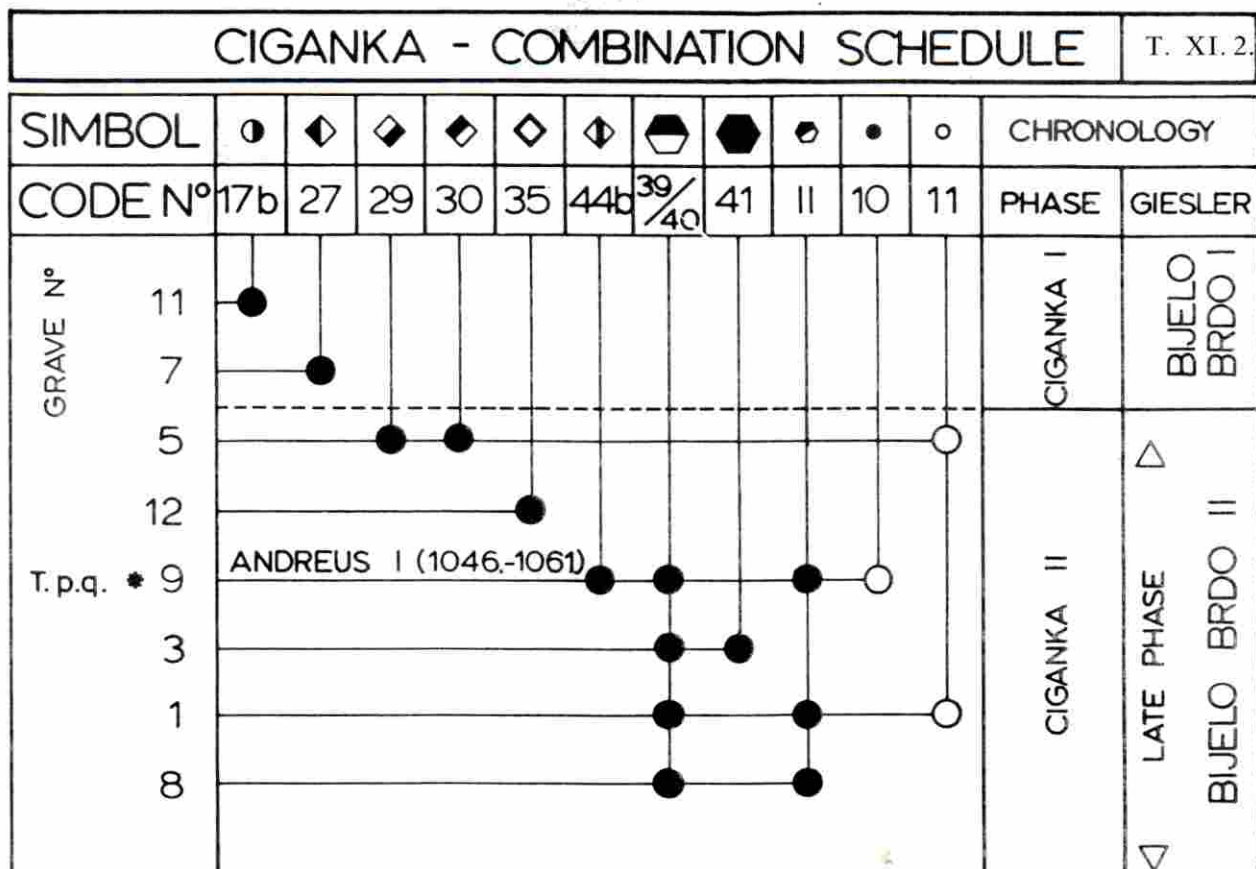 CIGANKA - COMBINATION SCHEDULE T. XI. 2.
SIMBOL CHRONOLOGY
CODE N° 17b 27 29 30 35 44b 39/40 41 II 10 11 PHASE GIESLER
GRAVE N°
11
7
5
12
T.p.q. * 9 ANDREUS I (1046.-1061)
3
1
8
CIGANKA I
CIGANKA II
BIJELO
BRDO I
LATE PHASE
BIJELO BRDO II